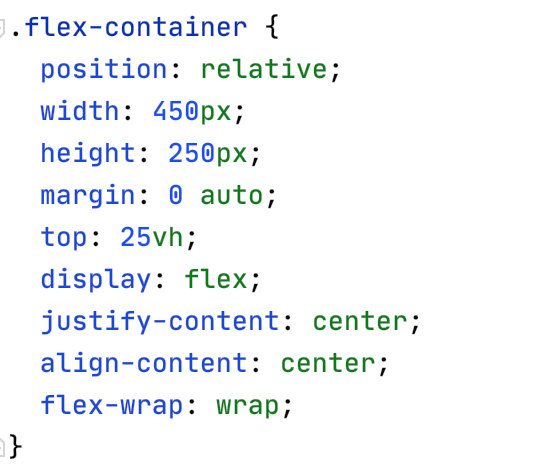 .flex-container {
  position: relative;
  width: 450px;
  height: 250px;
  margin: 0 auto;
  top: 25vh;
  display: flex;
  justify-content: center;
  align-content: center;
  flex-wrap: wrap;
}